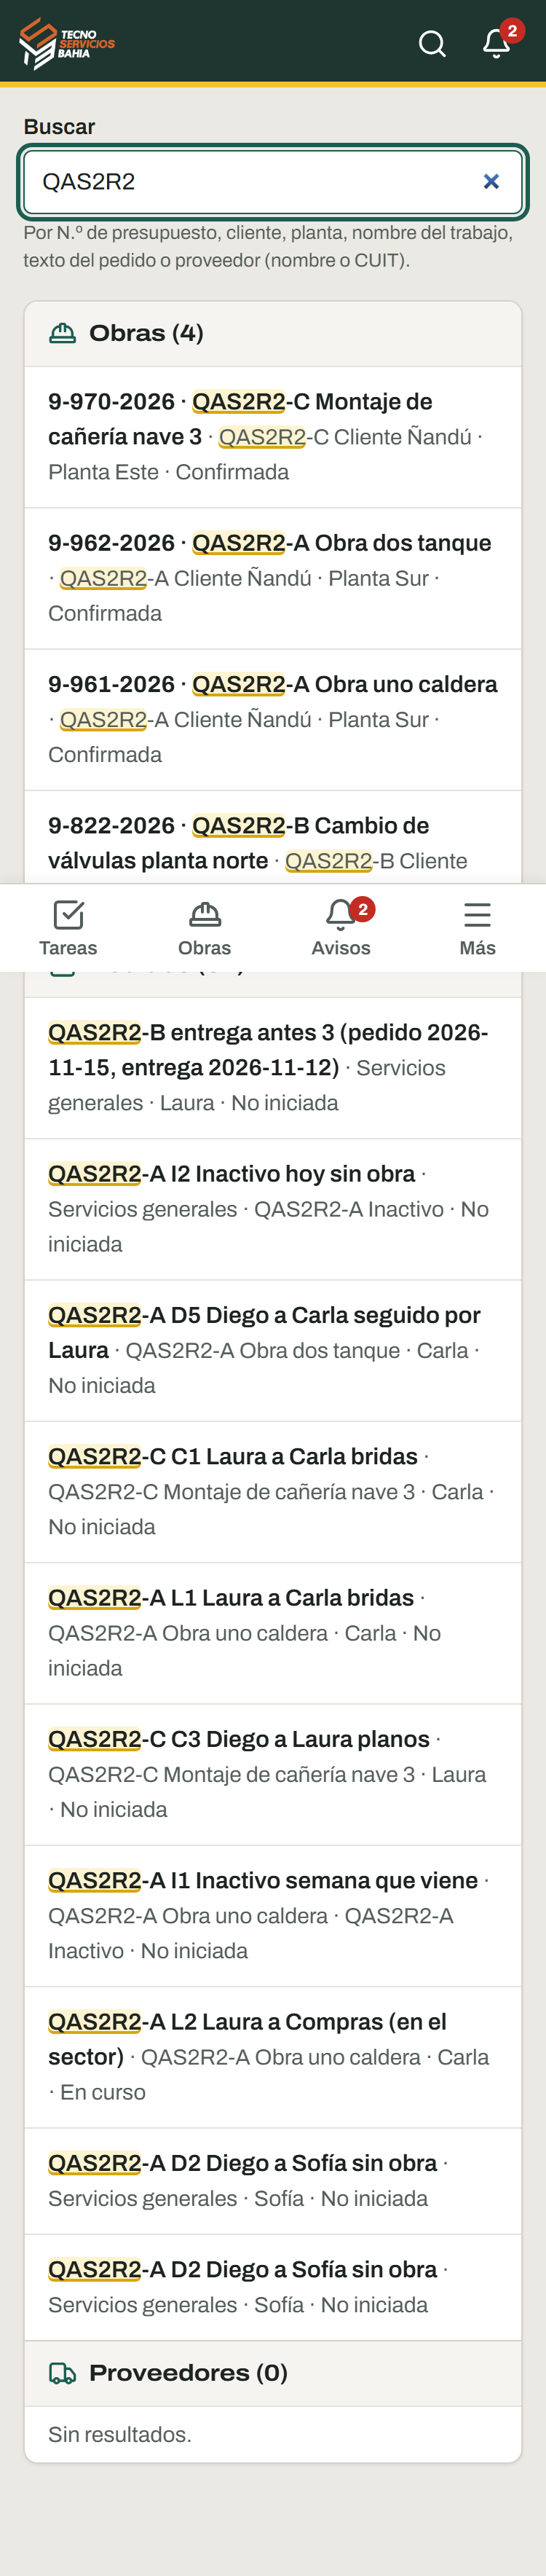 TECNO
SERVICIOS
BAHIA
2
Buscar
QAS2R2
Por N.º de presupuesto, cliente, planta, nombre del trabajo,
texto del pedido o proveedor (nombre o CUIT).
Obras (4)
9-970-2026 · QAS2R2-C Montaje de
cañería nave 3 · QAS2R2-C Cliente Ñandú ·
Planta Este · Confirmada
9-962-2026 · QAS2R2-A Obra dos tanque
· QAS2R2-A Cliente Ñandú · Planta Sur ·
Confirmada
9-961-2026 · QAS2R2-A Obra uno caldera
· QAS2R2-A Cliente Ñandú · Planta Sur ·
Confirmada
9-822-2026 · QAS2R2-B Cambio de
válvulas planta norte · QAS2R2-B Cliente
Tareas
Obras
2
Avisos
Más
QAS2R2-B entrega antes 3 (pedido 2026-
11-15, entrega 2026-11-12) · Servicios
generales · Laura · No iniciada
QAS2R2-A I2 Inactivo hoy sin obra ·
Servicios generales · QAS2R2-A Inactivo · No
iniciada
QAS2R2-A D5 Diego a Carla seguido por
Laura · QAS2R2-A Obra dos tanque · Carla ·
No iniciada
QAS2R2-C C1 Laura a Carla bridas ·
QAS2R2-C Montaje de cañería nave 3 · Carla ·
No iniciada
QAS2R2-A L1 Laura a Carla bridas ·
QAS2R2-A Obra uno caldera · Carla · No
iniciada
QAS2R2-C C3 Diego a Laura planos ·
QAS2R2-C Montaje de cañería nave 3 · Laura
· No iniciada
QAS2R2-A I1 Inactivo semana que viene ·
QAS2R2-A Obra uno caldera · QAS2R2-A
Inactivo · No iniciada
QAS2R2-A L2 Laura a Compras (en el
sector) · QAS2R2-A Obra uno caldera · Carla
· En curso
QAS2R2-A D2 Diego a Sofía sin obra ·
Servicios generales · Sofía · No iniciada
QAS2R2-A D2 Diego a Sofía sin obra ·
Servicios generales · Sofía · No iniciada
Proveedores (0)
Sin resultados.